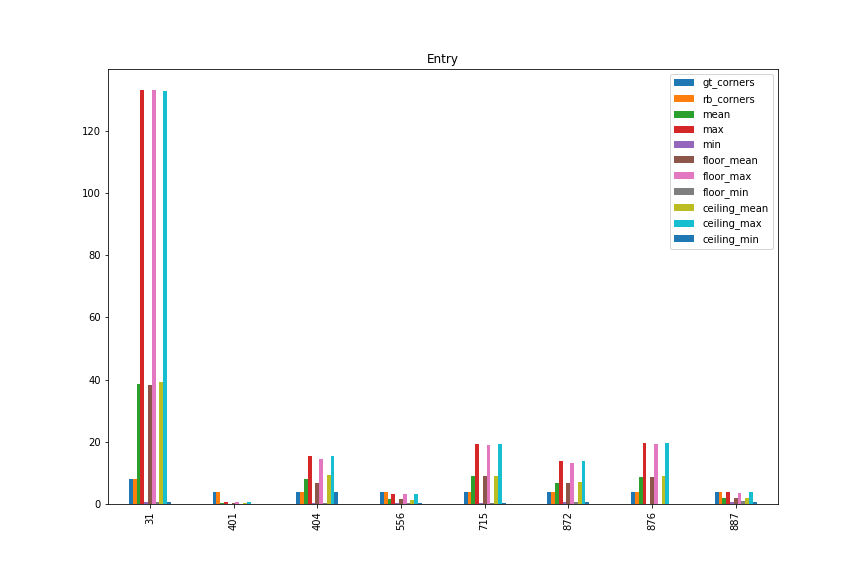 Entry
gt_corners
rb_corners
mean
max
min
floor_mean
floor_max
floor_min
ceiling_mean
ceiling_max
ceiling_min
120
100
80
60
40
20
0
31
401
404
556
715
872
876
887